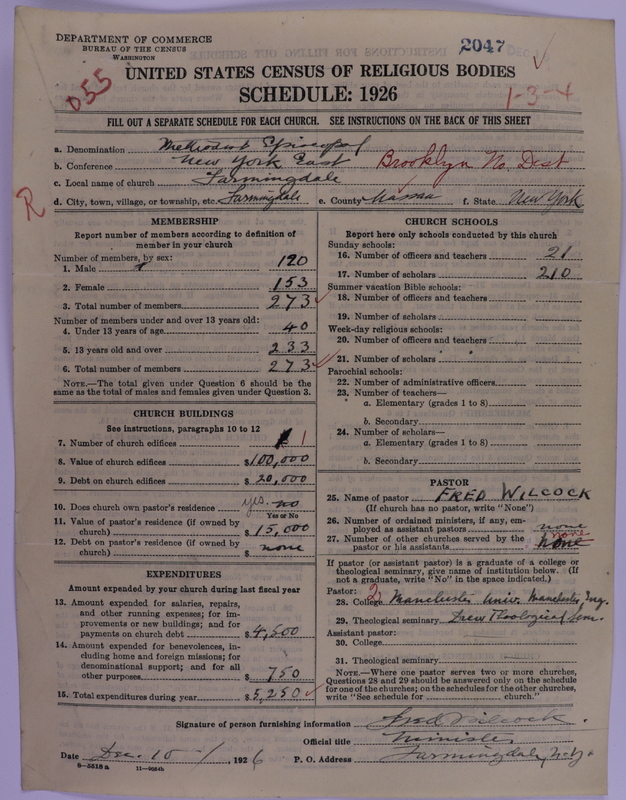 DEPARTMENT OF COMMERCE
BUREAU OF THE CENSUS
WASHINGTON
2047
055
UNITED STATES CENSUS OF RELIGIOUS BODIES
SCHEDULE: 1926
1-3-4
FILL OUT A SEPARATE SCHEDULE FOR EACH CHURCH. SEE INSTRUCTIONS ON THE BACK OF THIS SHEET
a. Denomination Methodist Episcopal
b. Conference New York East Brooklyn No. Dist
c. Local name of church Farmingdale
d. City, town, village, or township, etc. Farmingdale e. County Nassau f. State New York
R
MEMBERSHIP
Report number of members according to definition of
member in your church
Number of members, by sex:
1. Male 120
2. Female 153
3. Total number of members 273
Number of members under and over 13 years old:
4. Under 13 years of age 40
5. 13 years old and over 233
6. Total number of members 273
NOTE.—The total given under Question 6 should be
same as the total of males and females given under Question 3.
CHURCH BUILDINGS
See instructions, paragraphs 10 to 12
7. Number of church edifices 1 1
8. Value of church edifices $100,000
9. Debt on church edifices $20,000
10. Does church own pastor's residence? yes. no
Yes or No
11. Value of pastor's residence (if owned by
church) $15,000
12. Debt on pastor's residence (if owned by
church) $ none
EXPENDITURES
Amount expended by church during last fiscal year
13. Amount expended for salaries, repairs,
and other running expenses; for im-
provements or new buildings; and for
payments on church debt $4,500
14. Amount expended for benevolences, in-
cluding home and foreign missions; for
denominational support; and for all
other purposes $750
15. Total expenditures during year $5,250
CHURCH SCHOOLS
Report here only schools conducted by this church
Sunday schools:
16. Number of officers and teachers 21
17. Number of scholars 210
Summer vacation Bible schools:
18. Number of officers and teachers
19. Number of scholars
Week-day religious schools:
20. Number of officers and teachers
21. Number of scholars
Parochial schools:
22. Number of administrative officers
23. Number of teachers—
a. Elementary (grades 1 to 8)
b. Secondary
24. Number of scholars—
a. Elementary (grades 1 to 8)
b. Secondary
PASTOR
25. Name of pastor FRED WILCOCK
(If church has no pastor, write "None")
26. Number of ordained ministers, if any, em-
ployed as assistant pastors none
27. Number of other churches served by the
pastor or his assistants none none
If pastor (or assistant pastor) is a graduate of a college or
theological seminary, give name of institution below. (If
not a graduate, write "No" in the space indicated.)
Pastor: 2
28. College Manchester Univ. Manchester, Eng.
29. Theological seminary Drew Theological Sem.
Assistant pastor:
30. College
31. Theological seminary
NOTE.—Where one pastor serves two or more churches,
Questions 28 and 29 should be answered only on the schedule
for one of the churches; on the schedules for the other churches,
write "See schedule for church."
Signature of person furnishing information Fred Wilcock.
Official title Minister
Date Dec. 10 , 1926 P. O. Address Farmingdale, N.Y.
8—5518 a 11—9054b